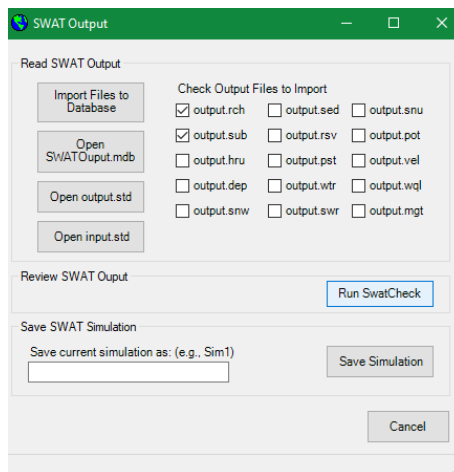 SWAT Output
Read SWAT Output
Import Files to
Database
Open
SWATOuput.mdb
Open output.std
Open input.std
Check Output Files to Import
output.rch output.sed output.snu
output.sub output.rsv output.pot
output.hru output.pst output.vel
output.dep output.wtr output.wql
output.snw output.swr output.mgt
Review SWAT Ouput
Run SwatCheck
Save SWAT Simulation
Save current simulation as: (e.g., Sim1)
Save Simulation
Cancel